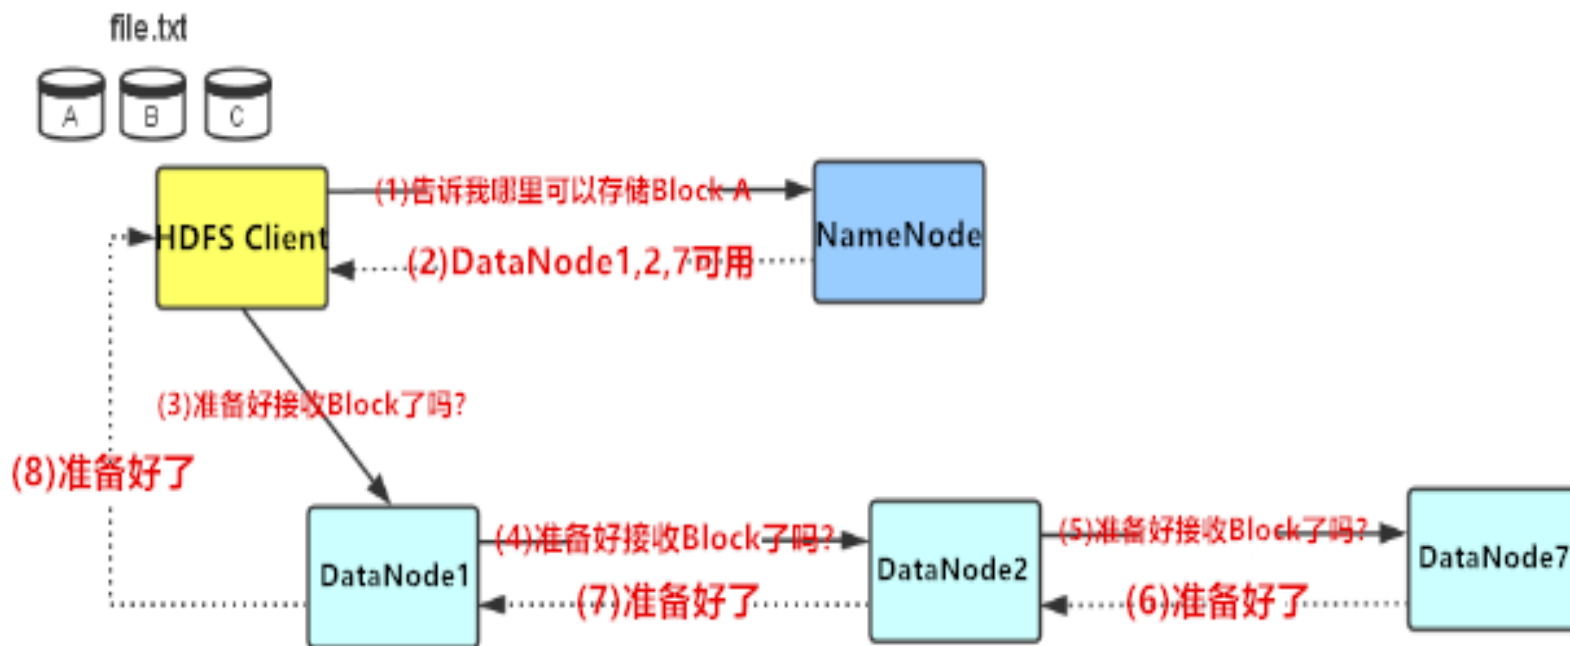 file.txt
A
B
C
HDFS Client
(1)告诉我哪里可以存储Block A
NameNode
(2)DataNode1,2,7可用
(3)准备好接收Block了吗?
(8)准备好了
DataNode1
(4)准备好接收Block了吗?
DataNode2
(5)准备好接收Block了吗?
DataNode7
(7)准备好了
(6)准备好了